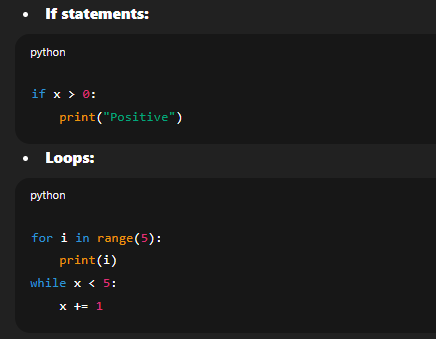 • If statements:
python
if x > 0:
    print("Positive")
• Loops:
python
for i in range(5):
    print(i)
while x < 5:
    x += 1